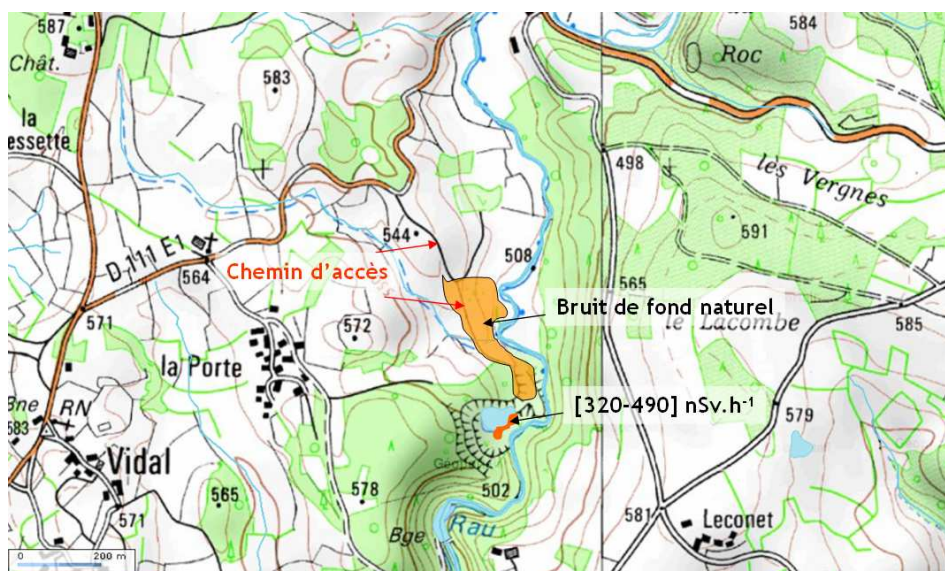 587
Chât.
la
essette
583
584
Roc
498
les Vergnes
591
544
508
D 111 E1
564
Chemin d'accès
565
571
572
Bruit de fond naturel
le Lacombe
585
la Porte
[320-490] nSv.h⁻¹
579
Bne
RN
583
Vidal
565
578
502
571
Bge
Rau
581
Leconet
0 200 m